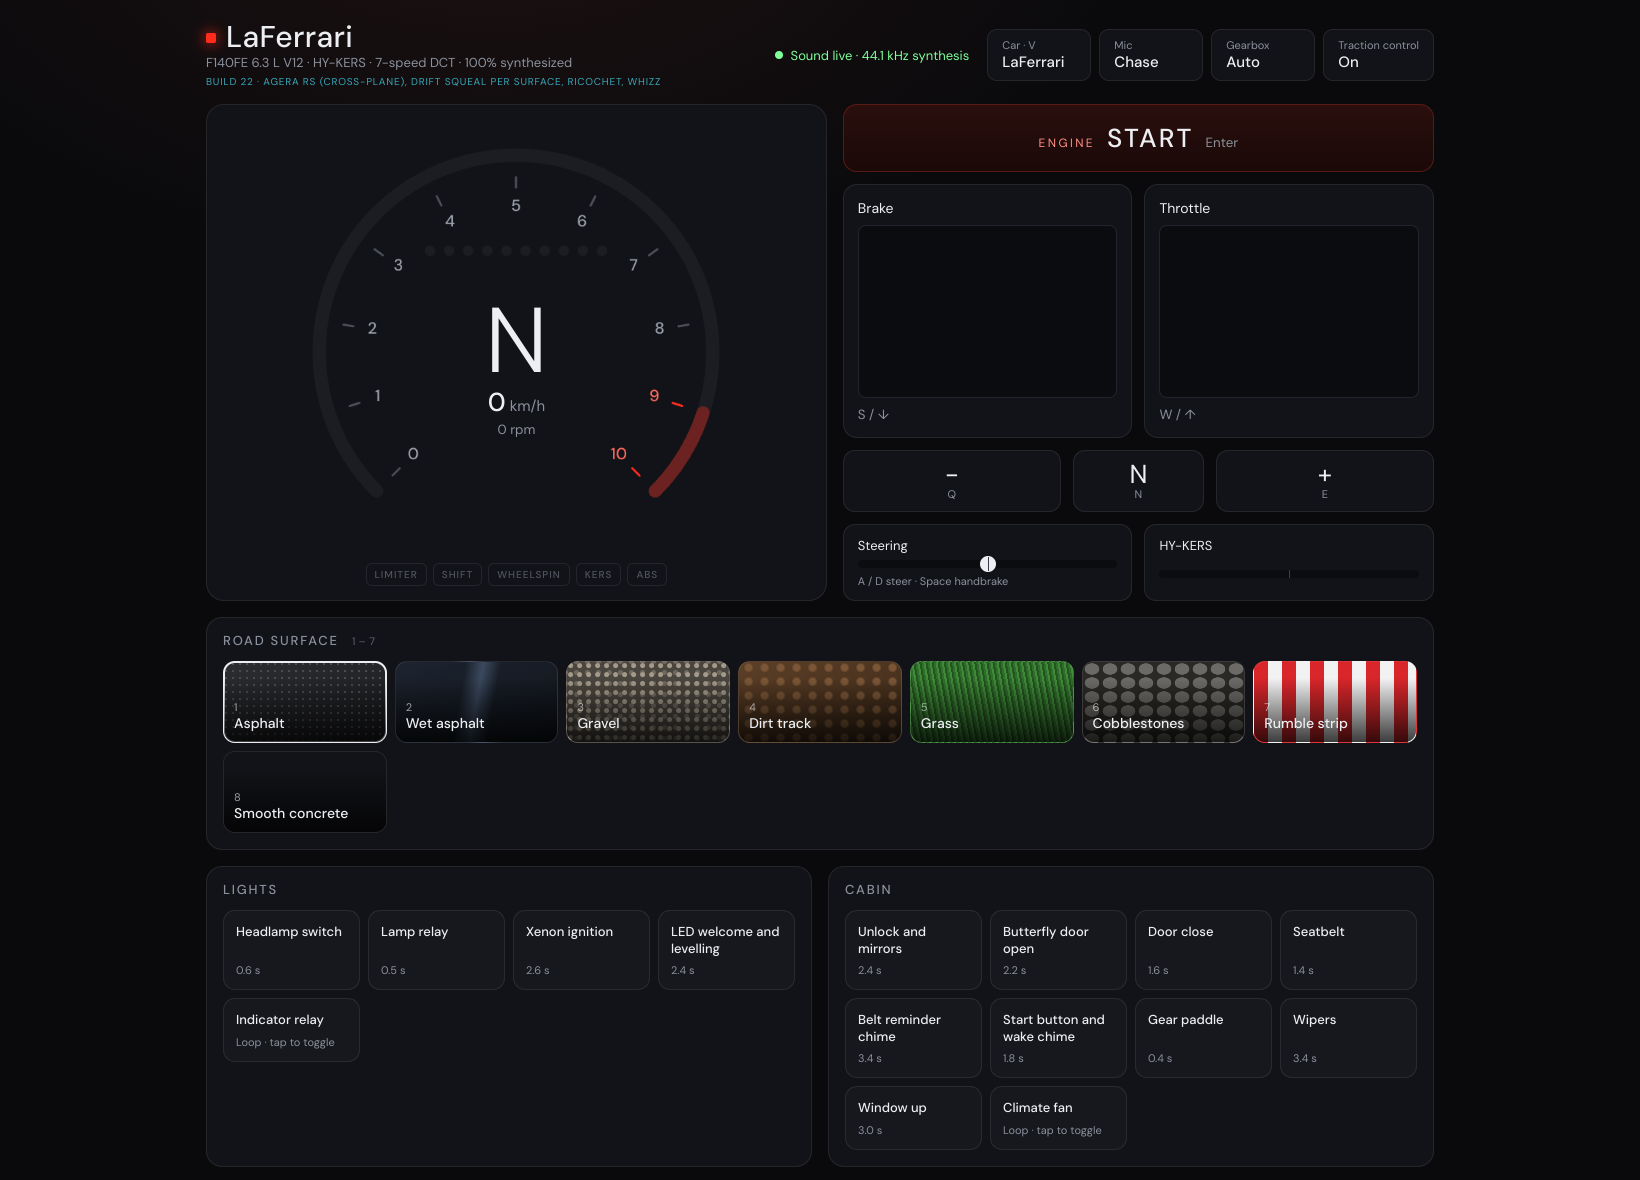 LaFerrari
F140FE 6.3 L V12 · HY-KERS · 7-speed DCT · 100% synthesized
BUILD 22 · AGERA RS (CROSS-PLANE), DRIFT SQUEAL PER SURFACE, RICOCHET, WHIZZ
Sound live · 44.1 kHz synthesis
Car · V
LaFerrari
Mic
Chase
Gearbox
Auto
Traction control
On
0
1
2
3
4
5
6
7
8
9
10
N
0 km/h
0 rpm
LIMITER
SHIFT
WHEELSPIN
KERS
ABS
ENGINE START Enter
Brake
S / ↓
Throttle
W / ↑
−
Q
N
N
+
E
Steering
A / D steer · Space handbrake
HY-KERS
ROAD SURFACE 1 – 7
1
Asphalt
2
Wet asphalt
3
Gravel
4
Dirt track
5
Grass
6
Cobblestones
7
Rumble strip
8
Smooth concrete
LIGHTS
Headlamp switch
0.6 s
Lamp relay
0.5 s
Xenon ignition
2.6 s
LED welcome and
levelling
2.4 s
Indicator relay
Loop · tap to toggle
CABIN
Unlock and
mirrors
2.4 s
Butterfly door
open
2.2 s
Door close
1.6 s
Seatbelt
1.4 s
Belt reminder
chime
3.4 s
Start button and
wake chime
1.8 s
Gear paddle
0.4 s
Wipers
3.4 s
Window up
3.0 s
Climate fan
Loop · tap to toggle